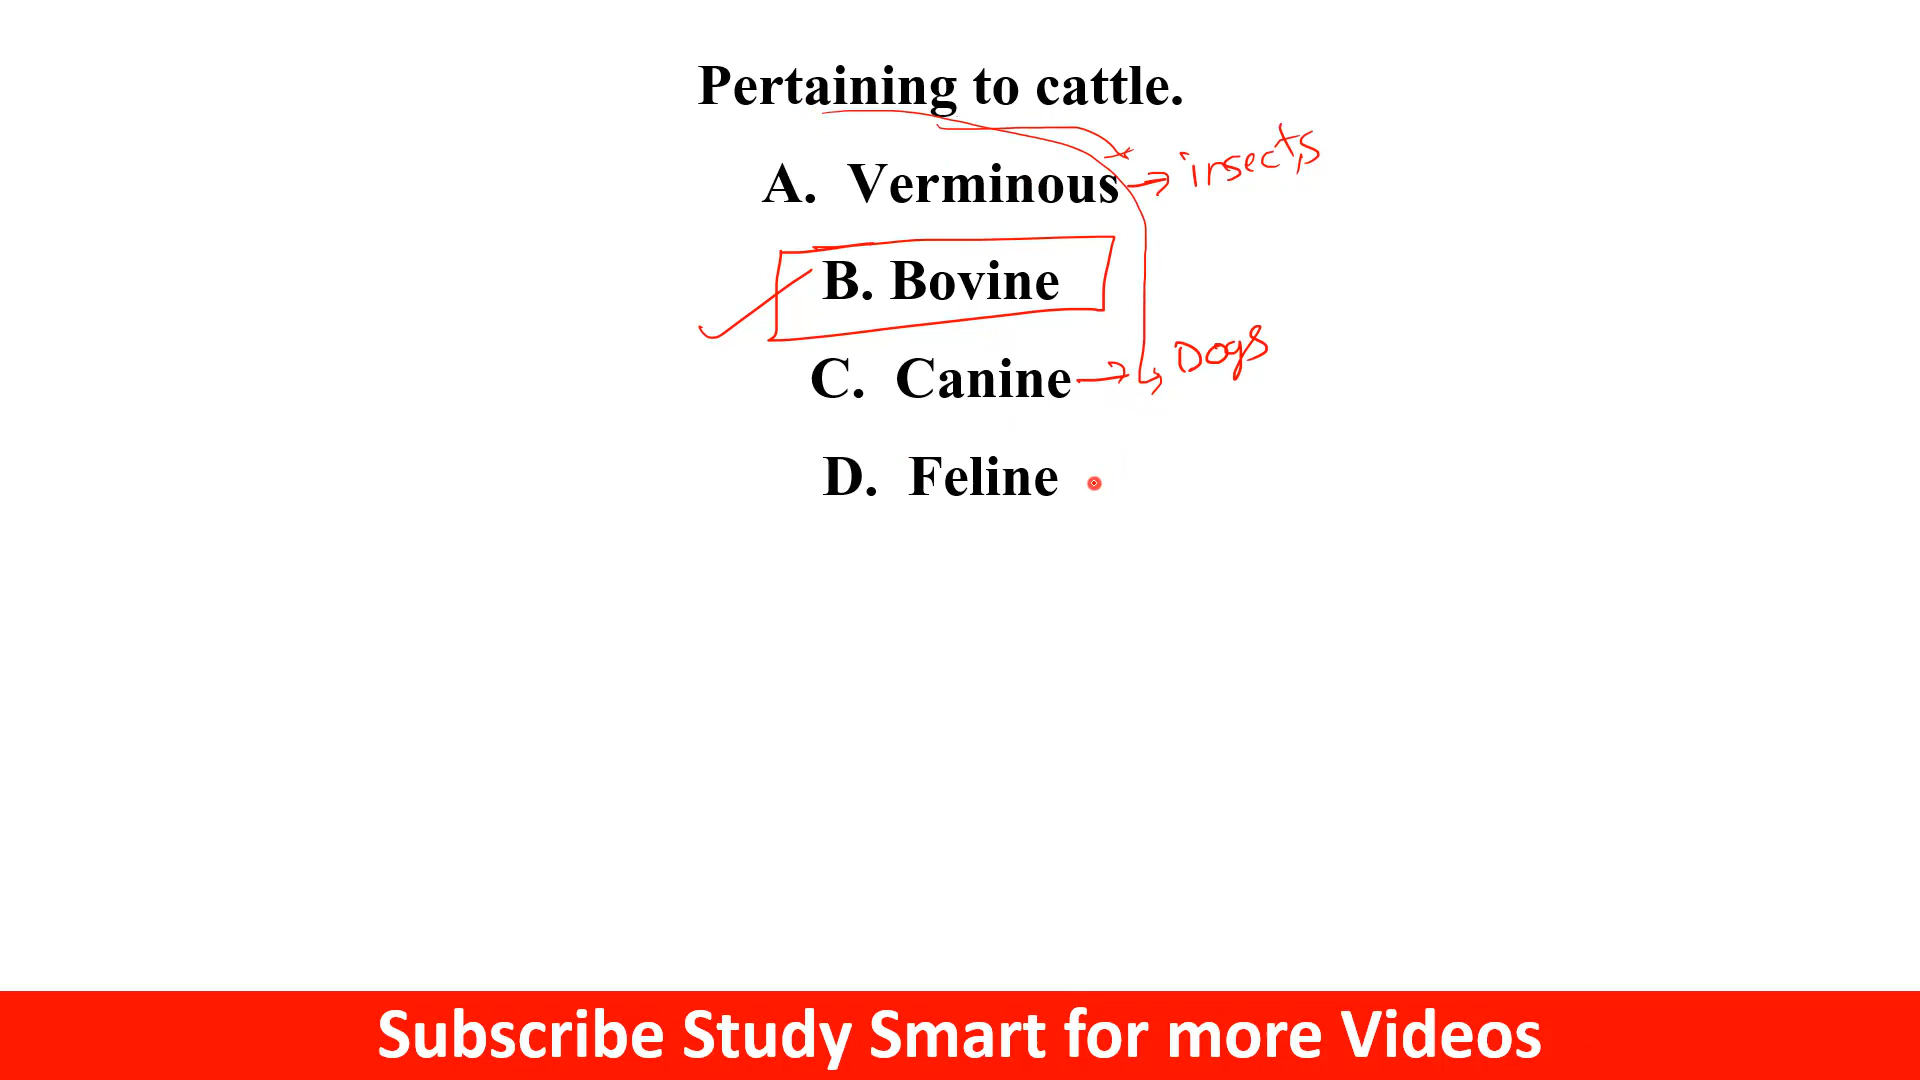 Pertaining to cattle.
A. Verminous → insects
B. Bovine
C. Canine → Dogs
D. Feline
Subscribe Study Smart for more Videos